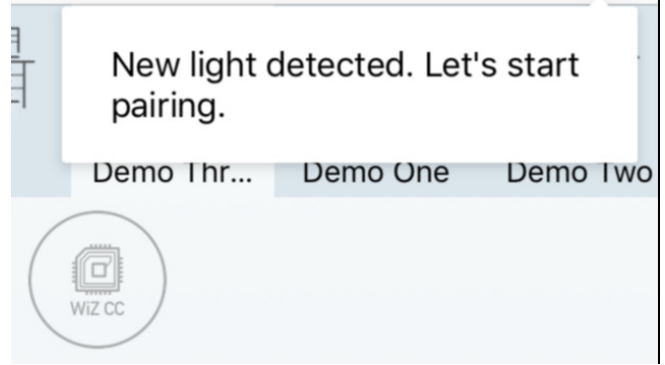 New light detected. Let's start
pairing.
Demo Thr...
Demo One
Demo Two
WiZ CC